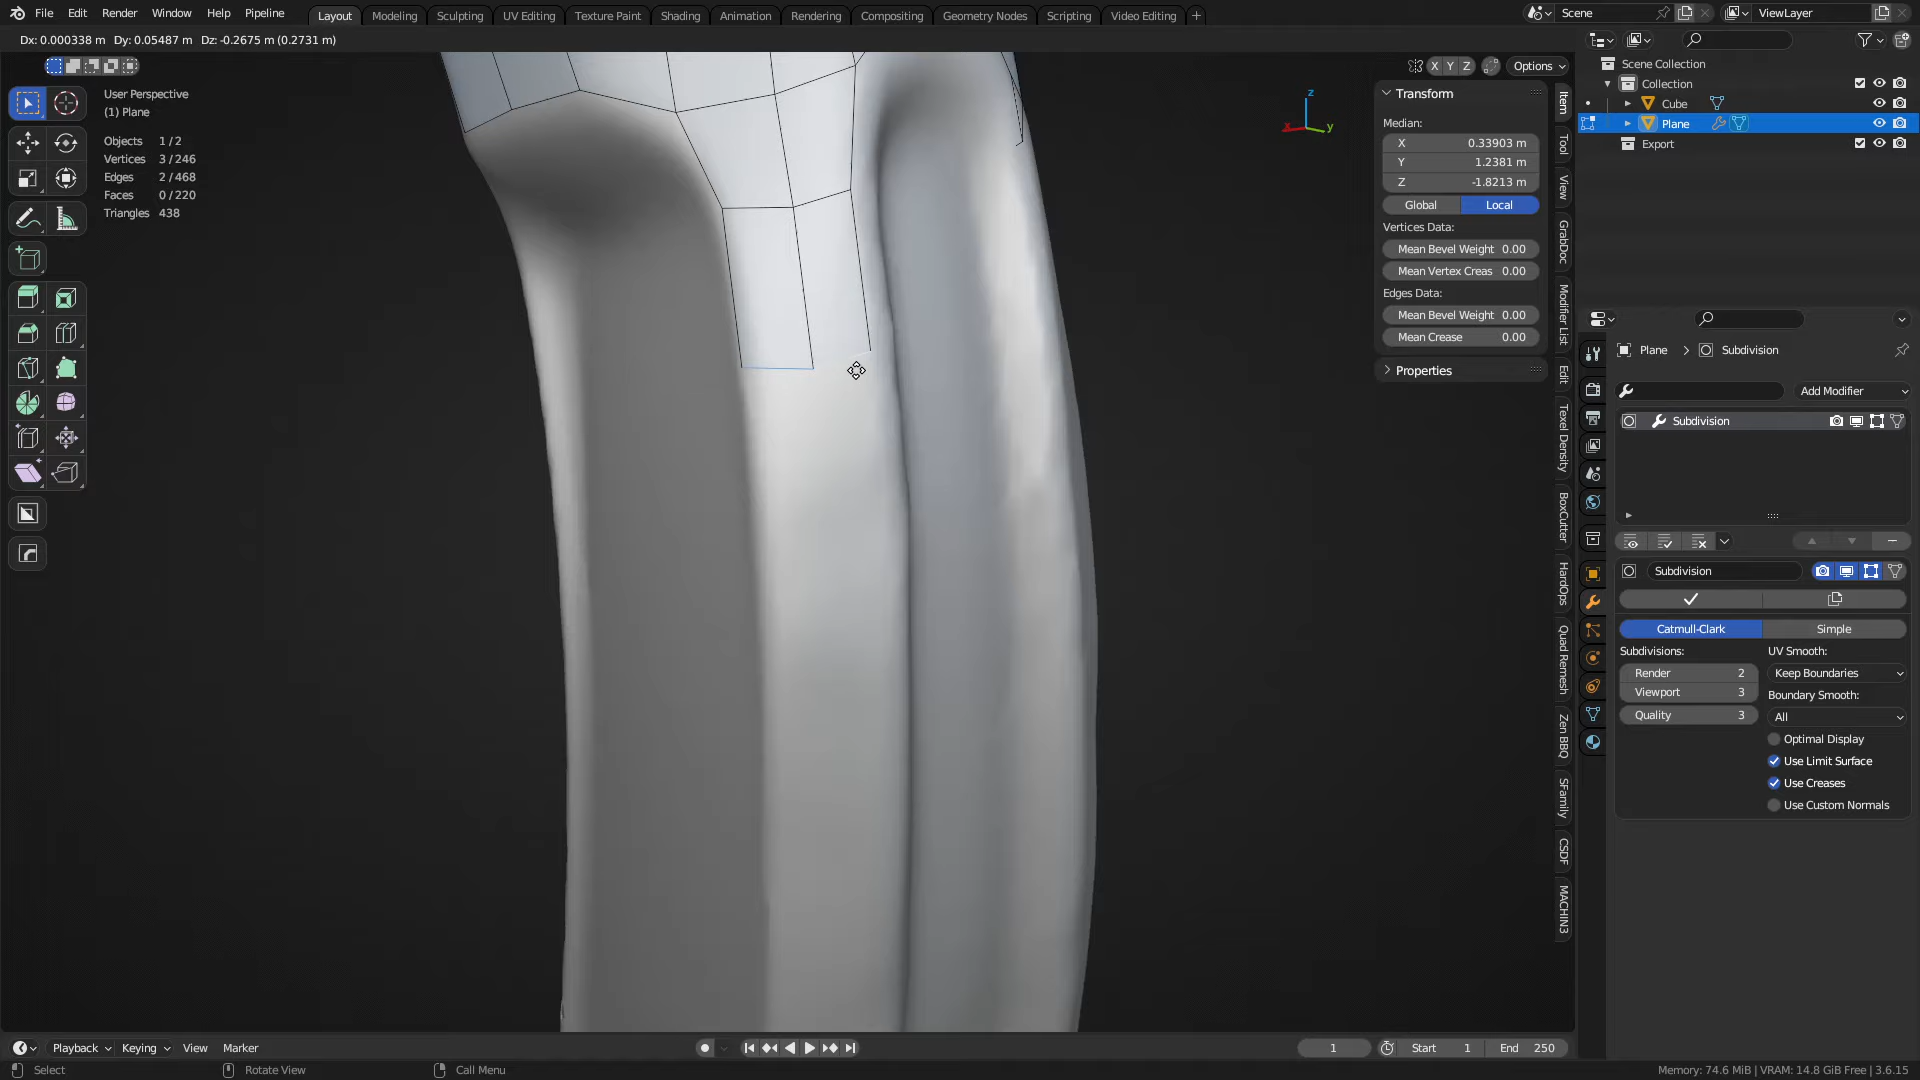 File Edit Render Window Help Pipeline Layout Modeling Sculpting UV Editing Texture Paint Shading Animation Rendering Compositing Geometry Nodes Scripting Video Editing + Scene ViewLayer
Dx: 0.000338 m Dy: 0.05487 m Dz: -0.2675 m (0.2731 m)
X Y Z Options
User Perspective
(1) Plane
Objects 1 / 2
Vertices 3 / 246
Edges 2 / 468
Faces 0 / 220
Triangles 438
z
x
y
Transform
Median:
X 0.33903 m
Y 1.2381 m
Z -1.8213 m
Global Local
Vertices Data:
Mean Bevel Weight 0.00
Mean Vertex Creas 0.00
Edges Data:
Mean Bevel Weight 0.00
Mean Crease 0.00
Properties
Item
Tool
View
GrabDoc
Modifier List
Edit
Texel Density
BoxCutter
HardOps
Quad Remesh
Zen BBQ
SFamily
CSDF
MACHIN3
Scene Collection
Collection
Cube
Plane
Export
Plane > Subdivision
Add Modifier
Subdivision
Subdivision
Catmull-Clark Simple
Subdivisions: UV Smooth:
Render 2 Keep Boundaries
Viewport 3 Boundary Smooth:
Quality 3 All
Optimal Display
Use Limit Surface
Use Creases
Use Custom Normals
Playback Keying View Marker 1 Start 1 End 250
Select Rotate View Call Menu Memory: 74.6 MiB | VRAM: 14.8 GiB Free | 3.6.15